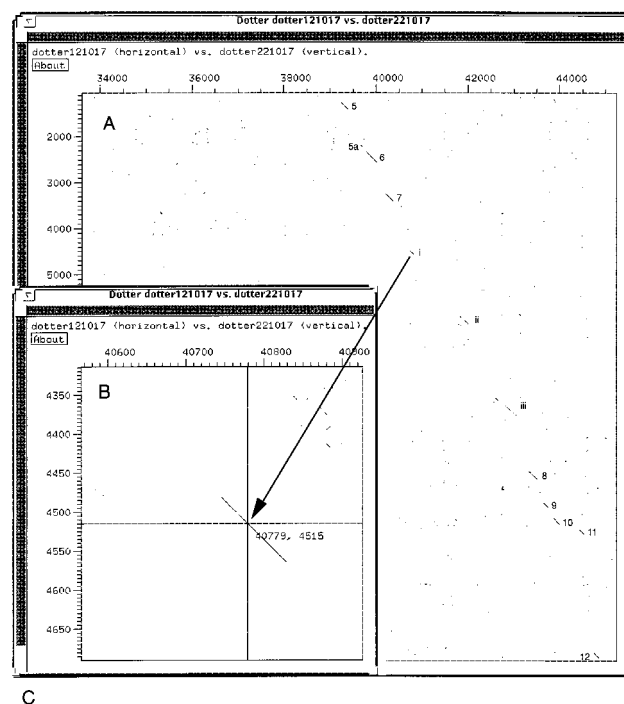 Dotter dotter121017 vs. dotter221017
dotter121017 (horizontal) vs. dotter221017 (vertical).
About
34000 36000 38000 40000 42000 44000
A
2000
3000
4000
5000
5
5a
6
7
i
ii
iii
8
9
10
11
12
Dotter dotter121017 vs. dotter221017
dotter121017 (horizontal) vs. dotter221017 (vertical).
About
40600 40700 40800 40900
B
4350
4400
4450
4500
4550
4600
4650
40779, 4515
C